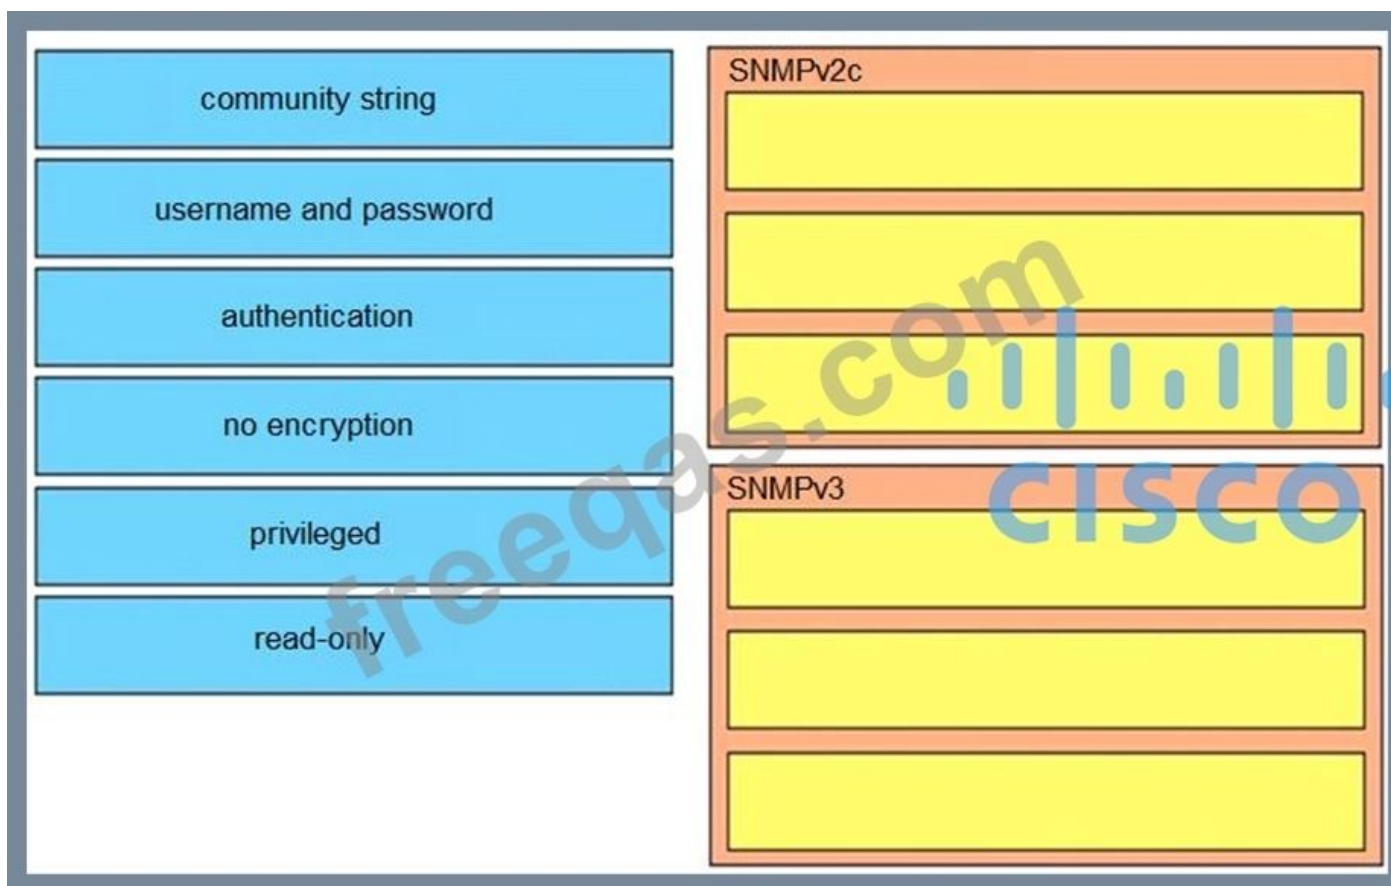 community string
username and password
authentication
no encryption
privileged
read-only
SNMPv2c
SNMPv3
freeqas.com
CISCO